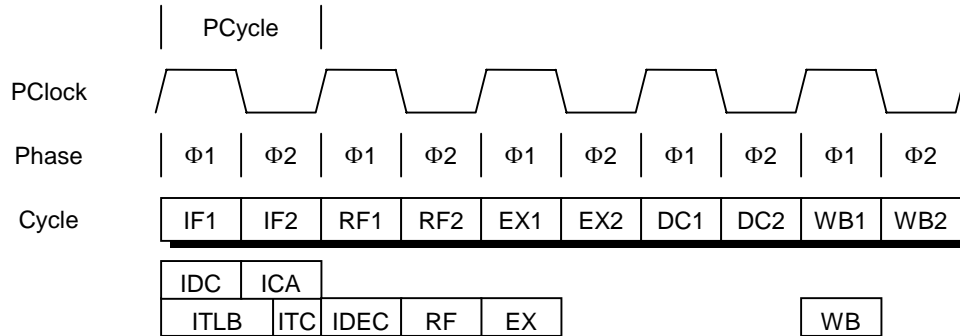 PCycle
PClock
Phase Φ1 Φ2 Φ1 Φ2 Φ1 Φ2 Φ1 Φ2 Φ1 Φ2
Cycle IF1 IF2 RF1 RF2 EX1 EX2 DC1 DC2 WB1 WB2
IDC ICA
ITLB ITC IDEC RF EX WB